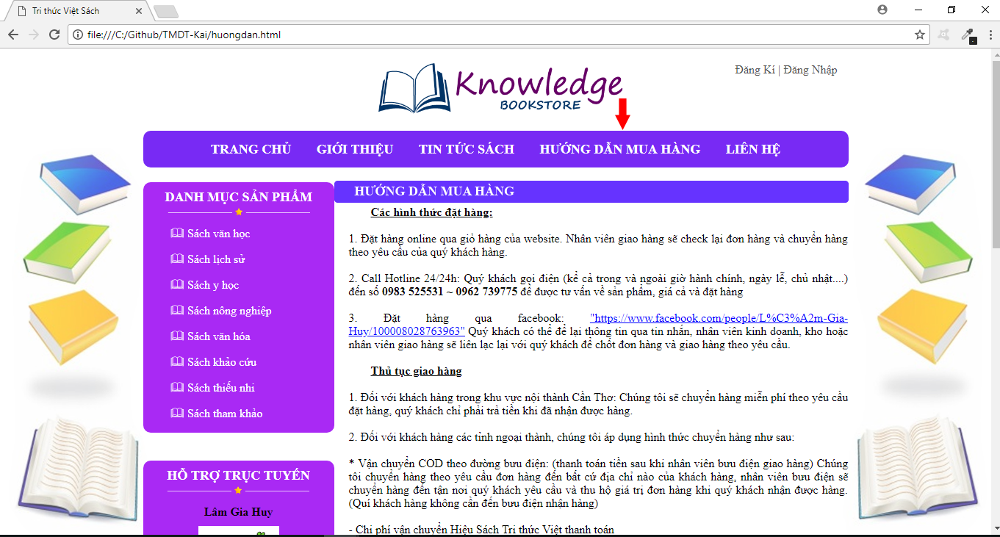 Tri thức Việt Sách
file:///C:/Github/TMDT-Kai/huongdan.html
Knowledge
BOOKSTORE
Đăng Kí | Đăng Nhập
TRANG CHỦ GIỚI THIỆU TIN TỨC SÁCH HƯỚNG DẪN MUA HÀNG LIÊN HỆ
DANH MỤC SẢN PHẨM
Sách văn học
Sách lịch sử
Sách y học
Sách nông nghiệp
Sách văn hóa
Sách khảo cứu
Sách thiếu nhi
Sách tham khảo
HỖ TRỢ TRỰC TUYẾN
Lâm Gia Huy
HƯỚNG DẪN MUA HÀNG
Các hình thức đặt hàng:
1. Đặt hàng online qua giỏ hàng của website. Nhân viên giao hàng sẽ check lại đơn hàng và chuyển hàng
theo yêu cầu của quý khách hàng.
2. Call Hotline 24/24h: Quý khách gọi điện (kể cả trong và ngoài giờ hành chính, ngày lễ, chủ nhật....)
đến số 0983 525531 ~ 0962 739775 để được tư vấn về sản phẩm, giá cả và đặt hàng
3. Đặt hàng qua facebook: "https://www.facebook.com/people/L%C3%A2m-Gia-
Huy/100008028763963" Quý khách có thể để lại thông tin qua tin nhắn, nhân viên kinh doanh, kho hoặc
nhân viên giao hàng sẽ liên lạc lại với quý khách để chốt đơn hàng và giao hàng theo yêu cầu.
Thủ tục giao hàng
1. Đối với khách hàng trong khu vực nội thành Cần Thơ: Chúng tôi sẽ chuyển hàng miễn phí theo yêu cầu
đặt hàng, quý khách chỉ phải trả tiền khi đã nhận được hàng.
2. Đối với khách hàng các tỉnh ngoại thành, chúng tôi áp dụng hình thức chuyển hàng như sau:
* Vận chuyển COD theo đường bưu điện: (thanh toán tiền sau khi nhân viên bưu điện giao hàng) Chúng
tôi chuyển hàng theo yêu cầu đơn hàng đến bất cứ địa chỉ nào của khách hàng, nhân viên bưu điện sẽ
chuyển hàng đến tận nơi quý khách yêu cầu và thu hộ giá trị đơn hàng khi quý khách nhận được hàng.
(Quí khách hàng không cần đến bưu điện nhận hàng)
- Chi phí vận chuyển Hiệu Sách Tri thức Việt thanh toán